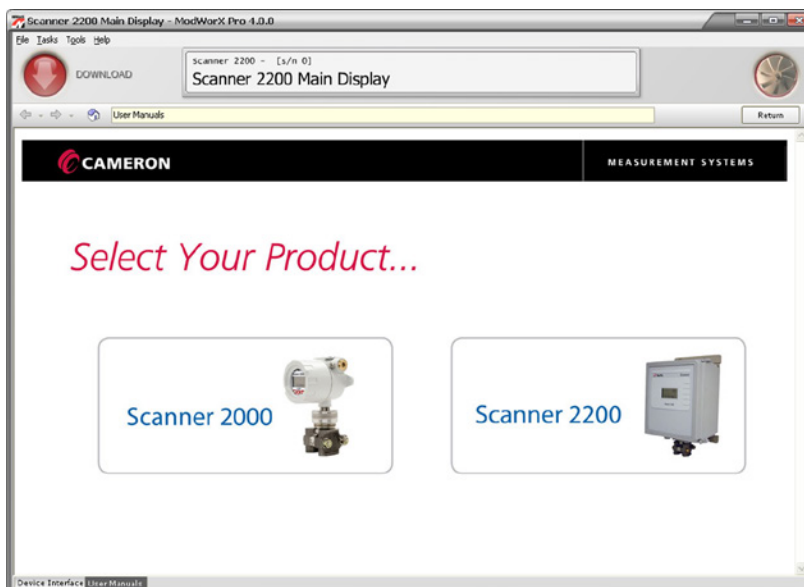 Scanner 2200 Main Display - ModWorX Pro 4.0.0
File Tasks Tools Help
DOWNLOAD
Scanner 2200 - [s/n 0]
Scanner 2200 Main Display
User Manuals
Return
CAMERON
MEASUREMENT SYSTEMS
Select Your Product...
Scanner 2000
Scanner 2200
Device Interface User Manuals